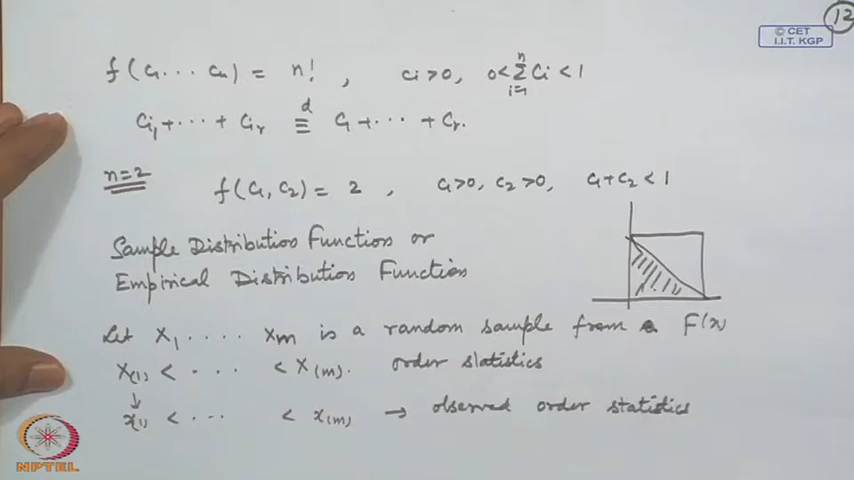 12
© CET
I.I.T. KGP
f(c₁ ... cₙ) = n! , cᵢ>0, 0<∑ᵢ₌₁ⁿ cᵢ < 1
Cᵢ₁ + ... + Cᵢᵣ ≡ᵈ C₁ + ... + Cᵣ.
n=2 f(c₁, c₂) = 2 , c₁>0, c₂>0, c₁+c₂ < 1
Sample Distribution Function or
Empirical Distribution Function
Let X₁ .... Xm is a random sample from F(x)
X(1) < ... < X(m). order statistics
↓
x(1) < ... < x(m) → observed order statistics
NPTEL